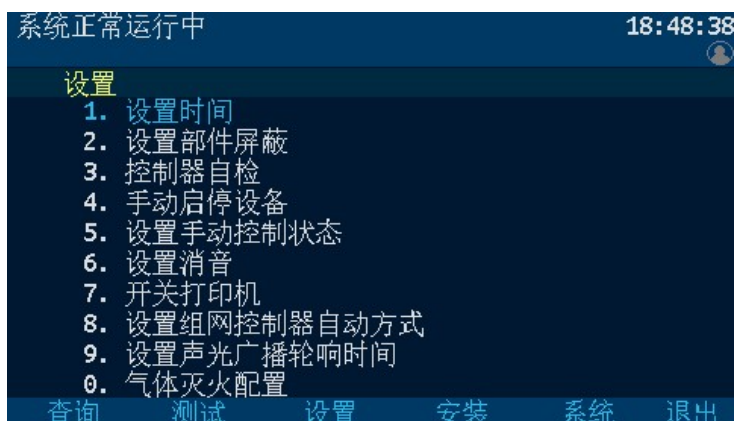 系统正常运行中 18:48:38
设置
1. 设置时间
2. 设置部件屏蔽
3. 控制器自检
4. 手动启停设备
5. 设置手动控制状态
6. 设置消音
7. 开关打印机
8. 设置组网控制器自动方式
9. 设置声光广播轮响时间
0. 气体灭火配置
查询 测试 设置 安装 系统 退出